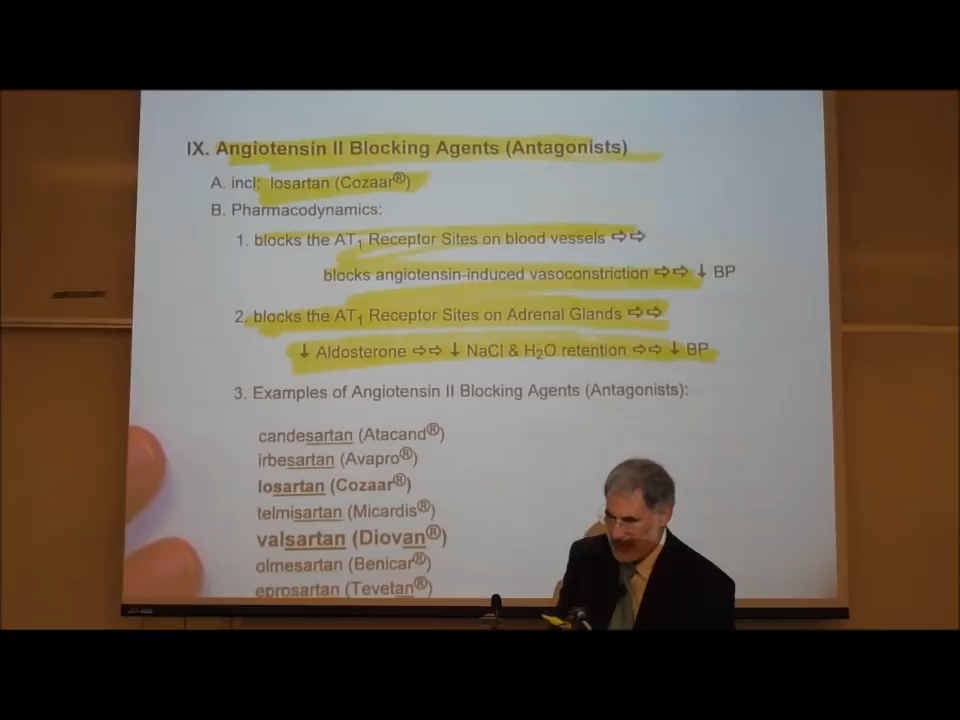 IX. Angiotensin II Blocking Agents (Antagonists)
A. incl: losartan (Cozaar®)
B. Pharmacodynamics:
1. blocks the AT₁ Receptor Sites on blood vessels ⇨⇨
blocks angiotensin-induced vasoconstriction ⇨⇨ ↓ BP
2. blocks the AT₁ Receptor Sites on Adrenal Glands ⇨⇨
↓ Aldosterone ⇨⇨ ↓ NaCl & H₂O retention ⇨⇨ ↓ BP
3. Examples of Angiotensin II Blocking Agents (Antagonists):
candesartan (Atacand®)
irbesartan (Avapro®)
losartan (Cozaar®)
telmisartan (Micardis®)
valsartan (Diovan®)
olmesartan (Benicar®)
eprosartan (Tevetan®)